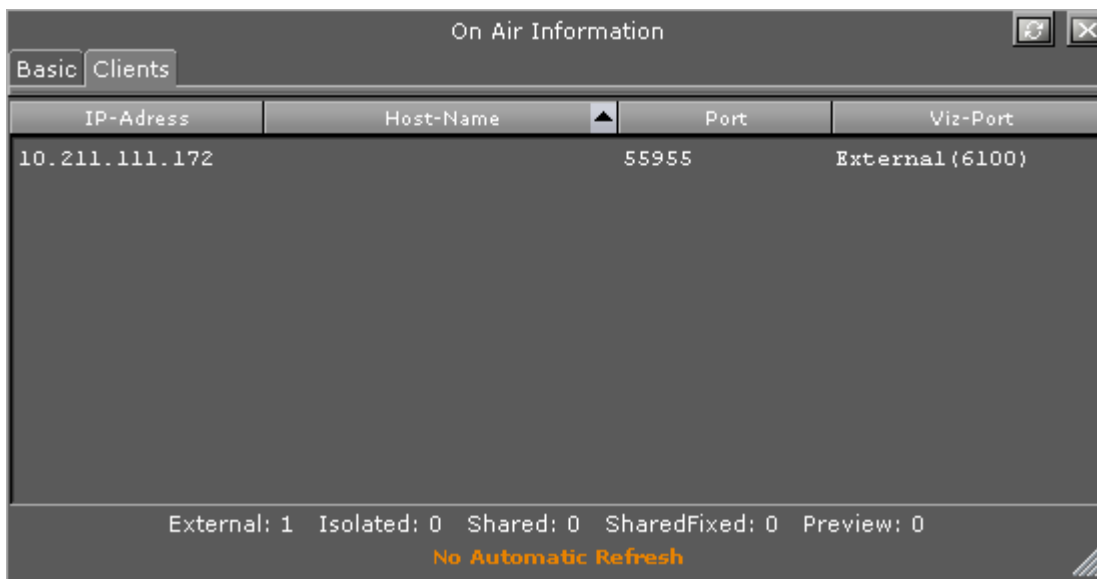 On Air Information
Basic Clients
IP-Adress Host-Name Port Viz-Port
10.211.111.172 55955 External(6100)
External: 1 Isolated: 0 Shared: 0 SharedFixed: 0 Preview: 0
No Automatic Refresh